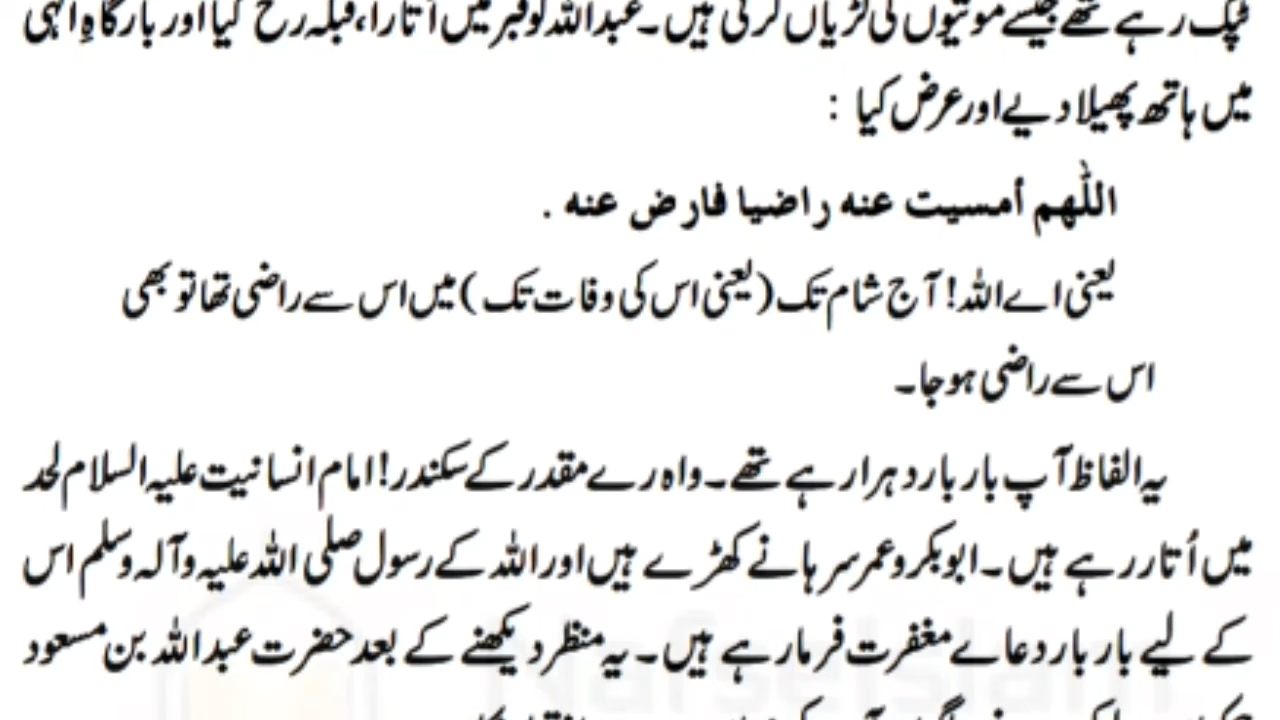 ٹپک رہے تھے جیسے موتیوں کی لڑیاں گرتی ہیں۔ عبداللہ کو قبر میں اُتارا، قبلہ رخ کیا اور بارگاہِ الٰہی
میں ہاتھ پھیلا دیے اور عرض کیا :
اللّٰهم أمسيت عنه راضيا فارض عنه .
یعنی اے اللہ! آج شام تک (یعنی اس کی وفات تک) میں اس سے راضی تھا تو بھی
اس سے راضی ہو جا۔
یہ الفاظ آپ بار بار دہرا رہے تھے۔ واہ رے مقدر کے سکندر! امام انسانیت علیہ السلام لحد
میں اُتار رہے ہیں۔ ابوبکر و عمر سرہانے کھڑے ہیں اور اللہ کے رسول صلی اللہ علیہ وآلہ وسلم اس
کے لیے بار بار دعاے مغفرت فرما رہے ہیں۔ یہ منظر دیکھنے کے بعد حضرت عبداللہ بن مسعود
NafseIslam